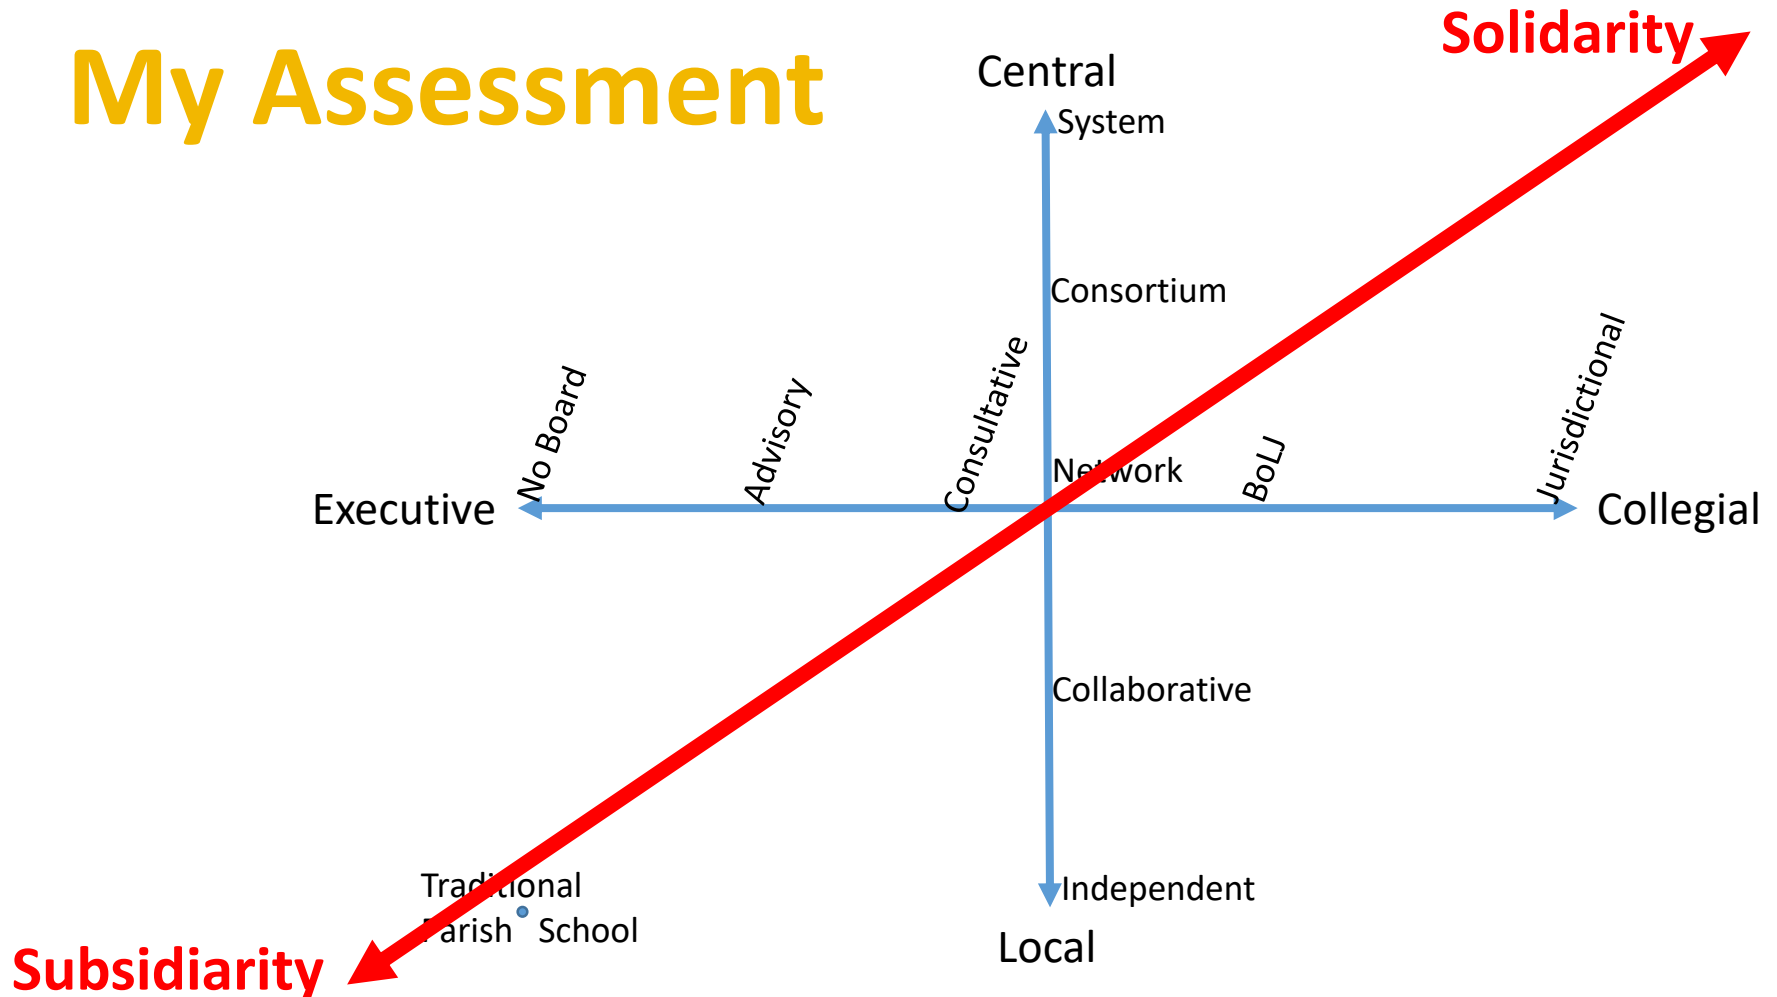 My Assessment
Solidarity
Central
System
Consortium
No Board
Advisory
Consultative
Network
BoLJ
Jurisdictional
Executive
Collegial
Collaborative
Traditional
Parish School
Independent
Local
Subsidiarity